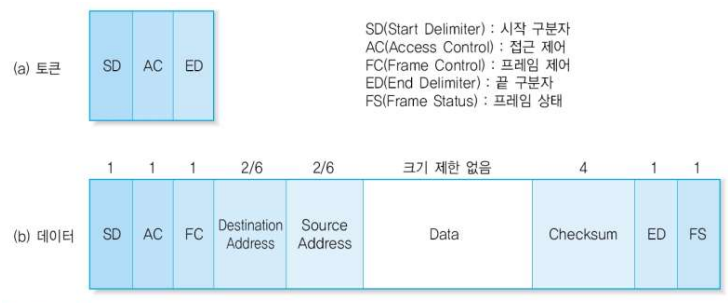 SD(Start Delimiter) : 시작 구분자
AC(Access Control) : 접근 제어
FC(Frame Control) : 프레임 제어
ED(End Delimiter) : 끝 구분자
FS(Frame Status) : 프레임 상태
(a) 토큰 SD AC ED
1 1 1 2/6 2/6 크기 제한 없음 4 1 1
(b) 데이터 SD AC FC Destination Address Source Address Data Checksum ED FS